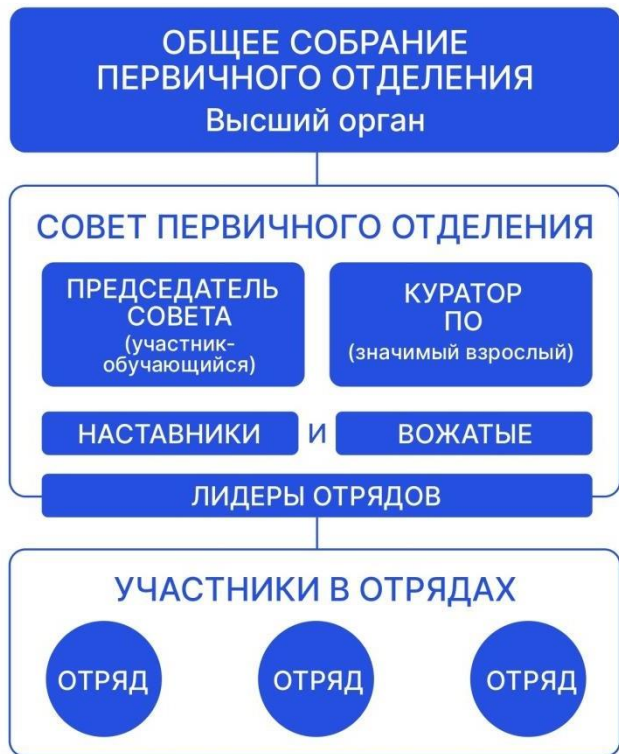 ОБЩЕЕ СОБРАНИЕ
ПЕРВИЧНОГО ОТДЕЛЕНИЯ
Высший орган
СОВЕТ ПЕРВИЧНОГО ОТДЕЛЕНИЯ
ПРЕДСЕДАТЕЛЬ
СОВЕТА
(участник-
обучающийся)
КУРАТОР
ПО
(значимый взрослый)
НАСТАВНИКИ И ВОЖАТЫЕ
ЛИДЕРЫ ОТРЯДОВ
УЧАСТНИКИ В ОТРЯДАХ
ОТРЯД ОТРЯД ОТРЯД